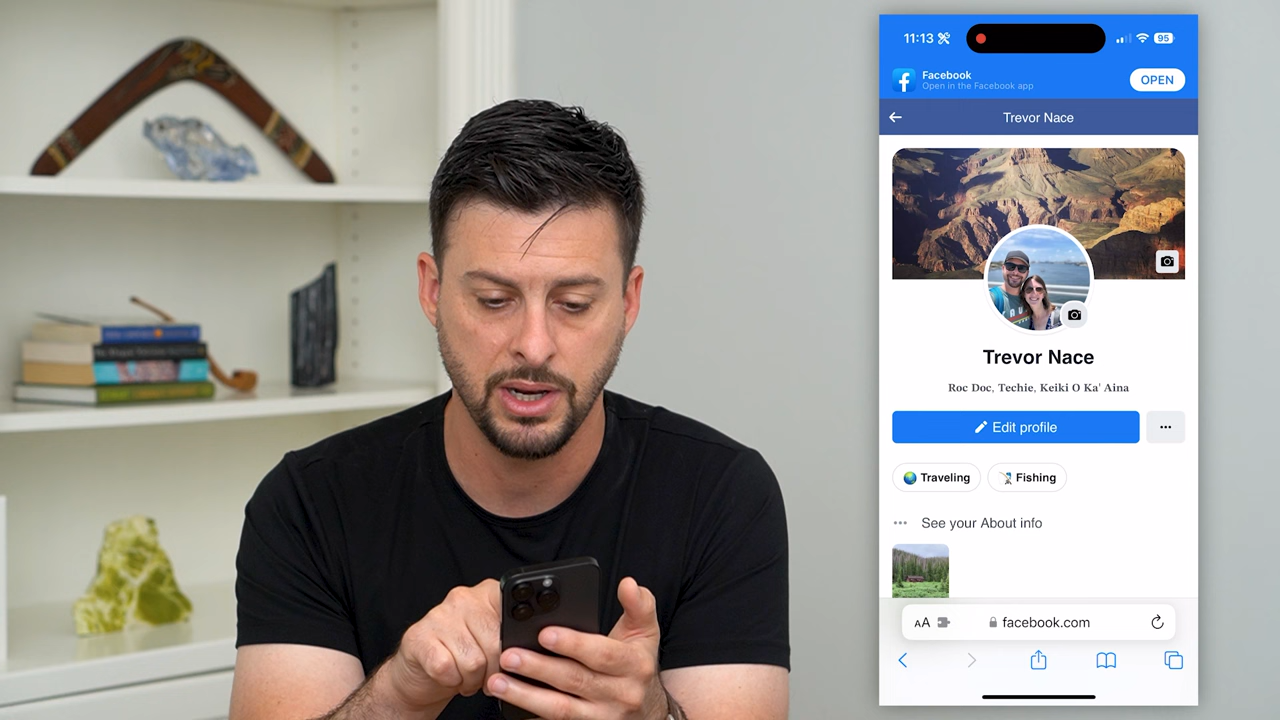 11:13
95
Facebook
Open in the Facebook app
OPEN
Trevor Nace
Trevor Nace
Roc Doc, Techie, Keiki O Ka' Aina
Edit profile
Traveling
Fishing
See your About info
AA
facebook.com